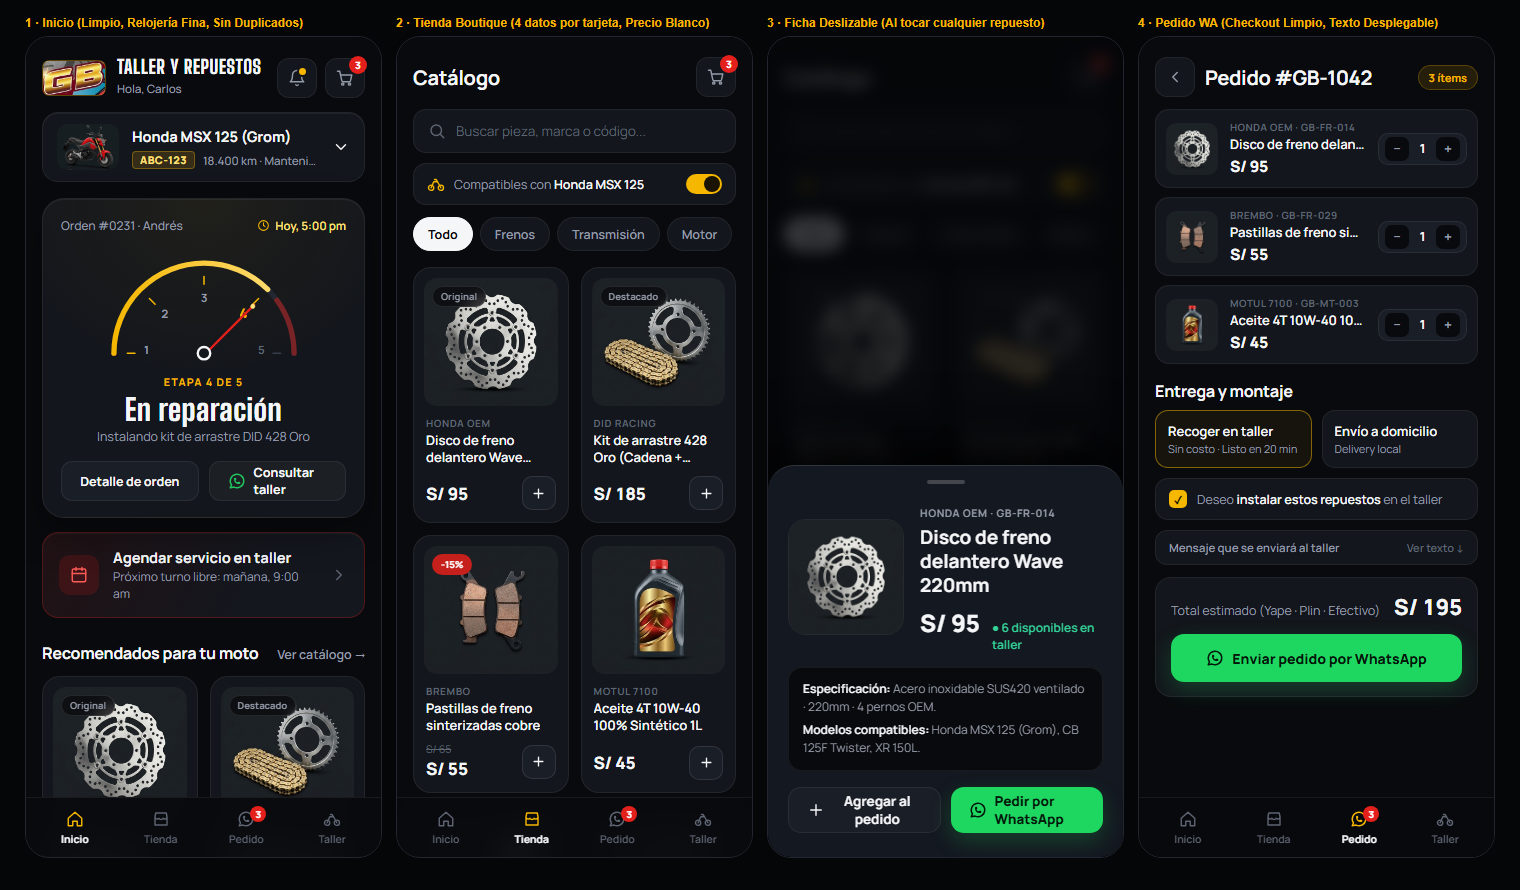 1 · Inicio (Limpio, Relojería Fina, Sin Duplicados)
GB
TALLER Y REPUESTOS
Hola, Carlos
3
Honda MSX 125 (Grom)
ABC-123
18.400 km · Manteni...
Orden #0231 · Andrés
Hoy, 5:00 pm
1
2
3
5
ETAPA 4 DE 5
En reparación
Instalando kit de arrastre DID 428 Oro
Detalle de orden
Consultar
taller
Agendar servicio en taller
Próximo turno libre: mañana, 9:00
am
Recomendados para tu moto
Ver catálogo →
Original
Destacado
Inicio
Tienda
3
Pedido
Taller
2 · Tienda Boutique (4 datos por tarjeta, Precio Blanco)
Catálogo
3
Buscar pieza, marca o código...
Compatibles con Honda MSX 125
Todo
Frenos
Transmisión
Motor
Original
HONDA OEM
Disco de freno
delantero Wave...
S/ 95
+
Destacado
DID RACING
Kit de arrastre 428
Oro (Cadena +...
S/ 185
+
-15%
BREMBO
Pastillas de freno
sinterizadas cobre
S/ 65
S/ 55
+
MOTUL 7100
Aceite 4T 10W-40
100% Sintético 1L
S/ 45
+
Inicio
Tienda
3
Pedido
Taller
3 · Ficha Deslizable (Al tocar cualquier repuesto)
HONDA OEM · GB-FR-014
Disco de freno
delantero Wave
220mm
S/ 95
● 6 disponibles en
taller
Especificación: Acero inoxidable SUS420 ventilado
· 220mm · 4 pernos OEM.
Modelos compatibles: Honda MSX 125 (Grom), CB
125F Twister, XR 150L.
+ Agregar al
pedido
Pedir por
WhatsApp
4 · Pedido WA (Checkout Limpio, Texto Desplegable)
Pedido #GB-1042
3 ítems
HONDA OEM · GB-FR-014
Disco de freno delan...
S/ 95
− 1 +
BREMBO · GB-FR-029
Pastillas de freno si...
S/ 55
− 1 +
MOTUL 7100 · GB-MT-003
Aceite 4T 10W-40 10...
S/ 45
− 1 +
Entrega y montaje
Recoger en taller
Sin costo · Listo en 20 min
Envío a domicilio
Delivery local
Deseo instalar estos repuestos en el taller
Mensaje que se enviará al taller
Ver texto ↓
Total estimado (Yape · Plin · Efectivo)
S/ 195
Enviar pedido por WhatsApp
Inicio
Tienda
3
Pedido
Taller